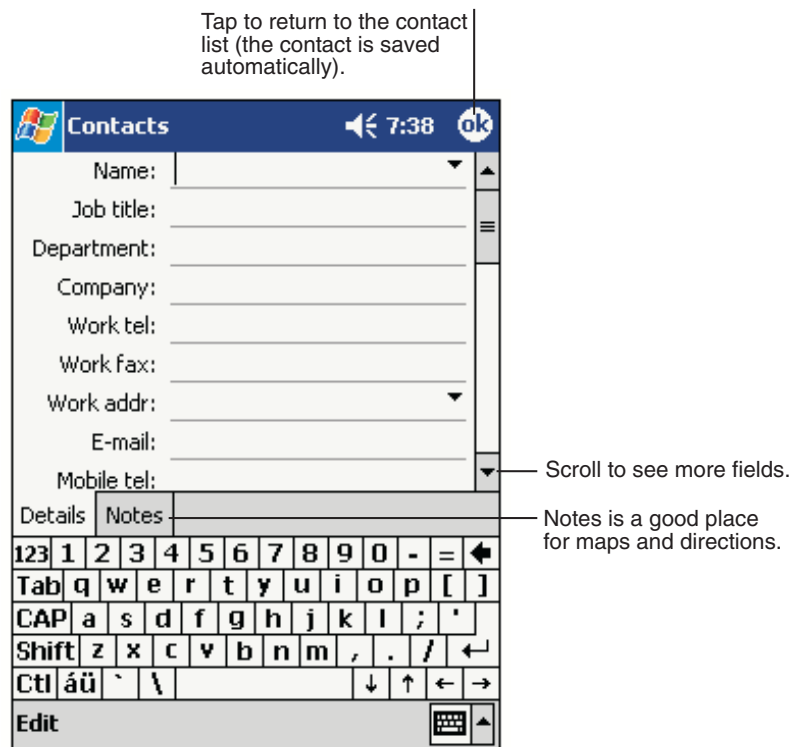 Tap to return to the contact
list (the contact is saved
automatically).
Contacts 7:38 ok
Name:
Job title:
Department:
Company:
Work tel:
Work fax:
Work addr:
E-mail:
Mobile tel:
Scroll to see more fields.
Details Notes
Notes is a good place
for maps and directions.
123 1 2 3 4 5 6 7 8 9 0 - =
Tab q w e r t y u i o p [ ]
CAP a s d f g h j k l ; '
Shift z x c v b n m , . /
Ctl áü ` \
Edit